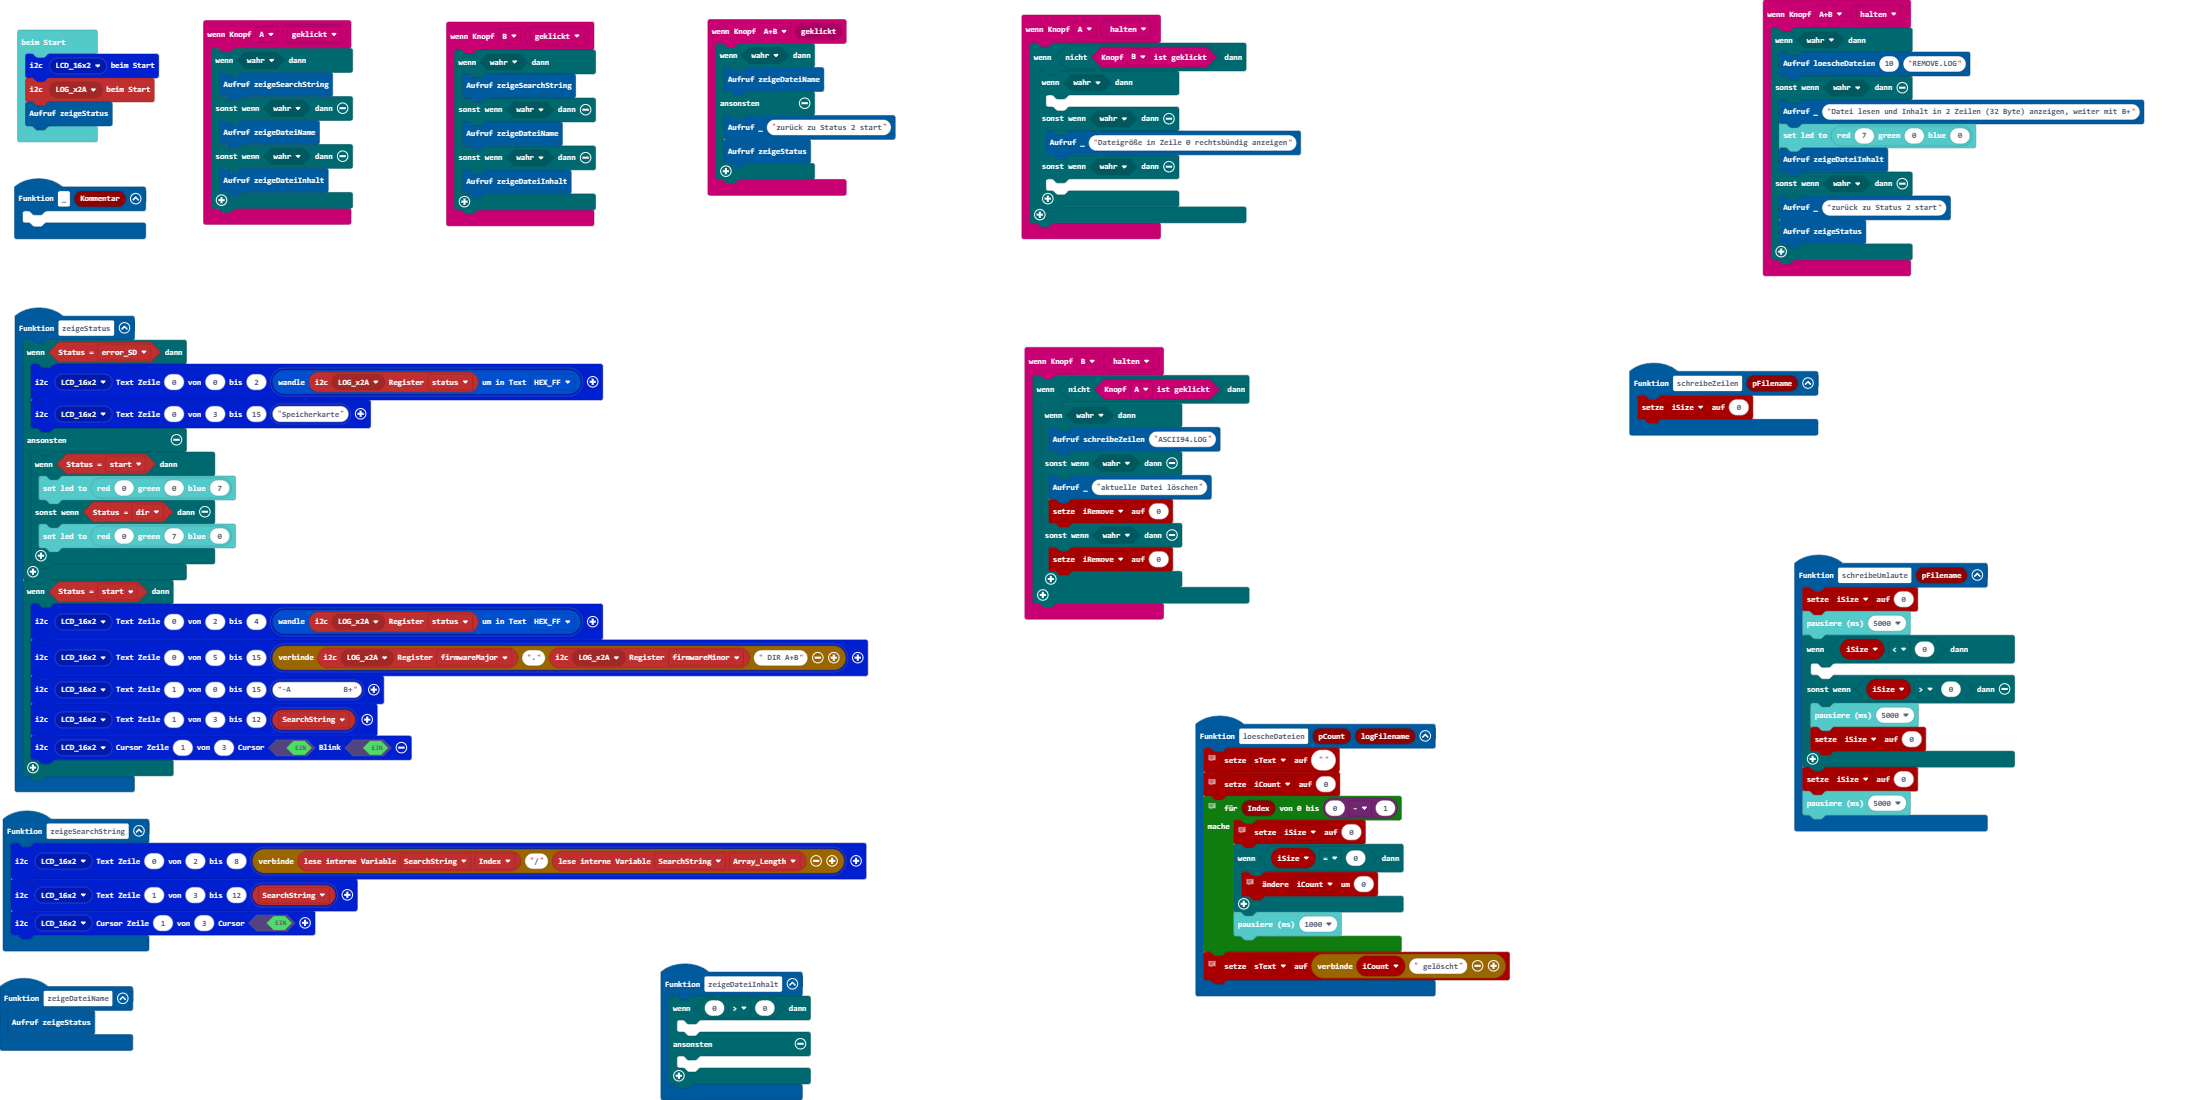 beim Start
i2c LCD_16x2 beim Start
i2c LOG_x2A beim Start
Aufruf zeigeStatus
Funktion _ Kommentar
wenn Knopf A geklickt
wenn wahr dann
Aufruf zeigeSearchString
sonst wenn wahr dann
Aufruf zeigeDateiName
sonst wenn wahr dann
Aufruf zeigeDateiInhalt
wenn Knopf B geklickt
wenn wahr dann
Aufruf zeigeSearchString
sonst wenn wahr dann
Aufruf zeigeDateiName
sonst wenn wahr dann
Aufruf zeigeDateiInhalt
wenn Knopf A+B geklickt
wenn wahr dann
Aufruf zeigeDateiName
ansonsten
Aufruf _ "zurück zu Status 2 start"
Aufruf zeigeStatus
wenn Knopf A halten
wenn nicht Knopf B ist geklickt dann
wenn wahr dann
sonst wenn wahr dann
Aufruf _ "Dateigröße in Zeile 0 rechtsbündig anzeigen"
sonst wenn wahr dann
wenn Knopf A+B halten
wenn wahr dann
Aufruf loescheDateien 10 "REMOVE.LOG"
sonst wenn wahr dann
Aufruf _ "Datei lesen und Inhalt in 2 Zeilen (32 Byte) anzeigen, weiter mit B+"
set led to red 7 green 0 blue 0
Aufruf zeigeDateiInhalt
sonst wenn wahr dann
Aufruf _ "zurück zu Status 2 start"
Aufruf zeigeStatus
Funktion zeigeStatus
wenn Status = error_SD dann
i2c LCD_16x2 Text Zeile 0 von 0 bis 2 wandle i2c LOG_x2A Register status um in Text HEX_FF
i2c LCD_16x2 Text Zeile 0 von 3 bis 15 "Speicherkarte"
ansonsten
wenn Status = start dann
set led to red 0 green 0 blue 7
sonst wenn Status = dir dann
set led to red 0 green 7 blue 0
wenn Status = start dann
i2c LCD_16x2 Text Zeile 0 von 2 bis 4 wandle i2c LOG_x2A Register status um in Text HEX_FF
i2c LCD_16x2 Text Zeile 0 von 5 bis 15 verbinde i2c LOG_x2A Register firmwareMajor "." i2c LOG_x2A Register firmwareMinor " DIR A+B"
i2c LCD_16x2 Text Zeile 1 von 0 bis 15 "-A B+"
i2c LCD_16x2 Text Zeile 1 von 3 bis 12 SearchString
i2c LCD_16x2 Cursor Zeile 1 von 3 Cursor EIN Blink EIN
wenn Knopf B halten
wenn nicht Knopf A ist geklickt dann
wenn wahr dann
Aufruf schreibeZeilen "ASCII94.LOG"
sonst wenn wahr dann
Aufruf _ "aktuelle Datei löschen"
setze iRemove auf 0
sonst wenn wahr dann
setze iRemove auf 0
Funktion schreibeZeilen pFilename
setze iSize auf 0
Funktion schreibeUmlaute pFilename
setze iSize auf 0
pausiere (ms) 5000
wenn iSize < 0 dann
sonst wenn iSize > 0 dann
pausiere (ms) 5000
setze iSize auf 0
setze iSize auf 0
pausiere (ms) 5000
Funktion loescheDateien pCount logFilename
setze sText auf ""
setze iCount auf 0
für Index von 0 bis 0 - 1
mache setze iSize auf 0
wenn iSize = 0 dann
ändere iCount um 0
pausiere (ms) 1000
setze sText auf verbinde iCount " gelöscht"
Funktion zeigeSearchString
i2c LCD_16x2 Text Zeile 0 von 2 bis 8 verbinde lese interne Variable SearchString Index "/" lese interne Variable SearchString Array_Length
i2c LCD_16x2 Text Zeile 1 von 3 bis 12 SearchString
i2c LCD_16x2 Cursor Zeile 1 von 3 Cursor EIN
Funktion zeigeDateiName
Aufruf zeigeStatus
Funktion zeigeDateiInhalt
wenn 0 > 0 dann
ansonsten